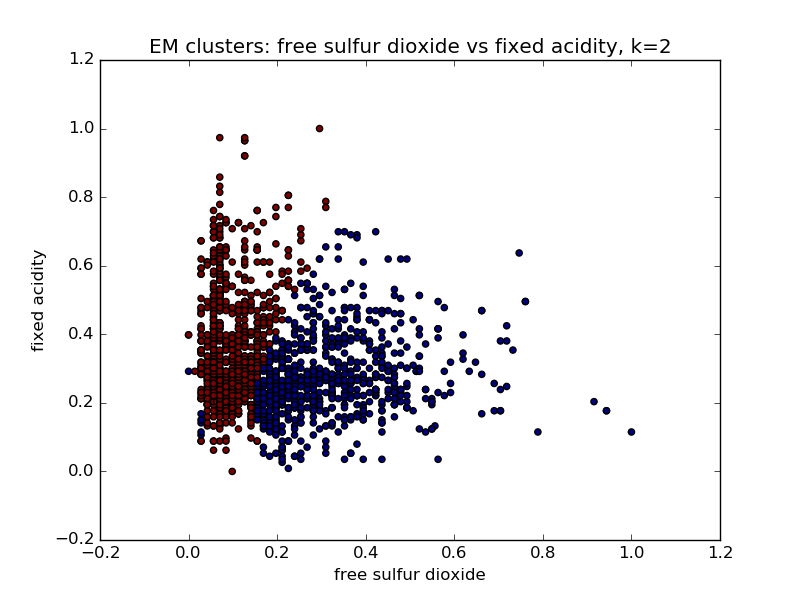 EM clusters: free sulfur dioxide vs fixed acidity, k=2
1.2
1.0
0.8
0.6
0.4
0.2
0.0
−0.2
fixed acidity
−0.2 0.0 0.2 0.4 0.6 0.8 1.0 1.2
free sulfur dioxide